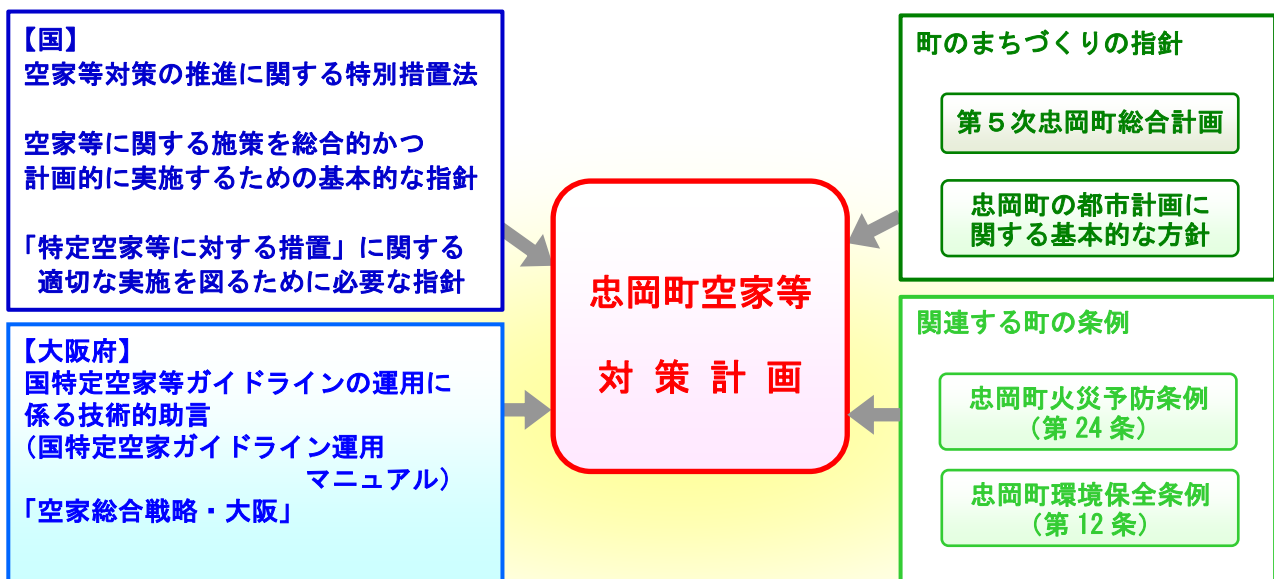 【国】
空家等対策の推進に関する特別措置法
空家等に関する施策を総合的かつ
計画的に実施するための基本的な指針
「特定空家等に対する措置」に関する
適切な実施を図るために必要な指針
【大阪府】
国特定空家等ガイドラインの運用に
係る技術的助言
（国特定空家ガイドライン運用
マニュアル）
「空家総合戦略・大阪」
忠岡町空家等
対策計画
町のまちづくりの指針
第５次忠岡町総合計画
忠岡町の都市計画に
関する基本的な方針
関連する町の条例
忠岡町火災予防条例
（第 24 条）
忠岡町環境保全条例
（第 12 条）